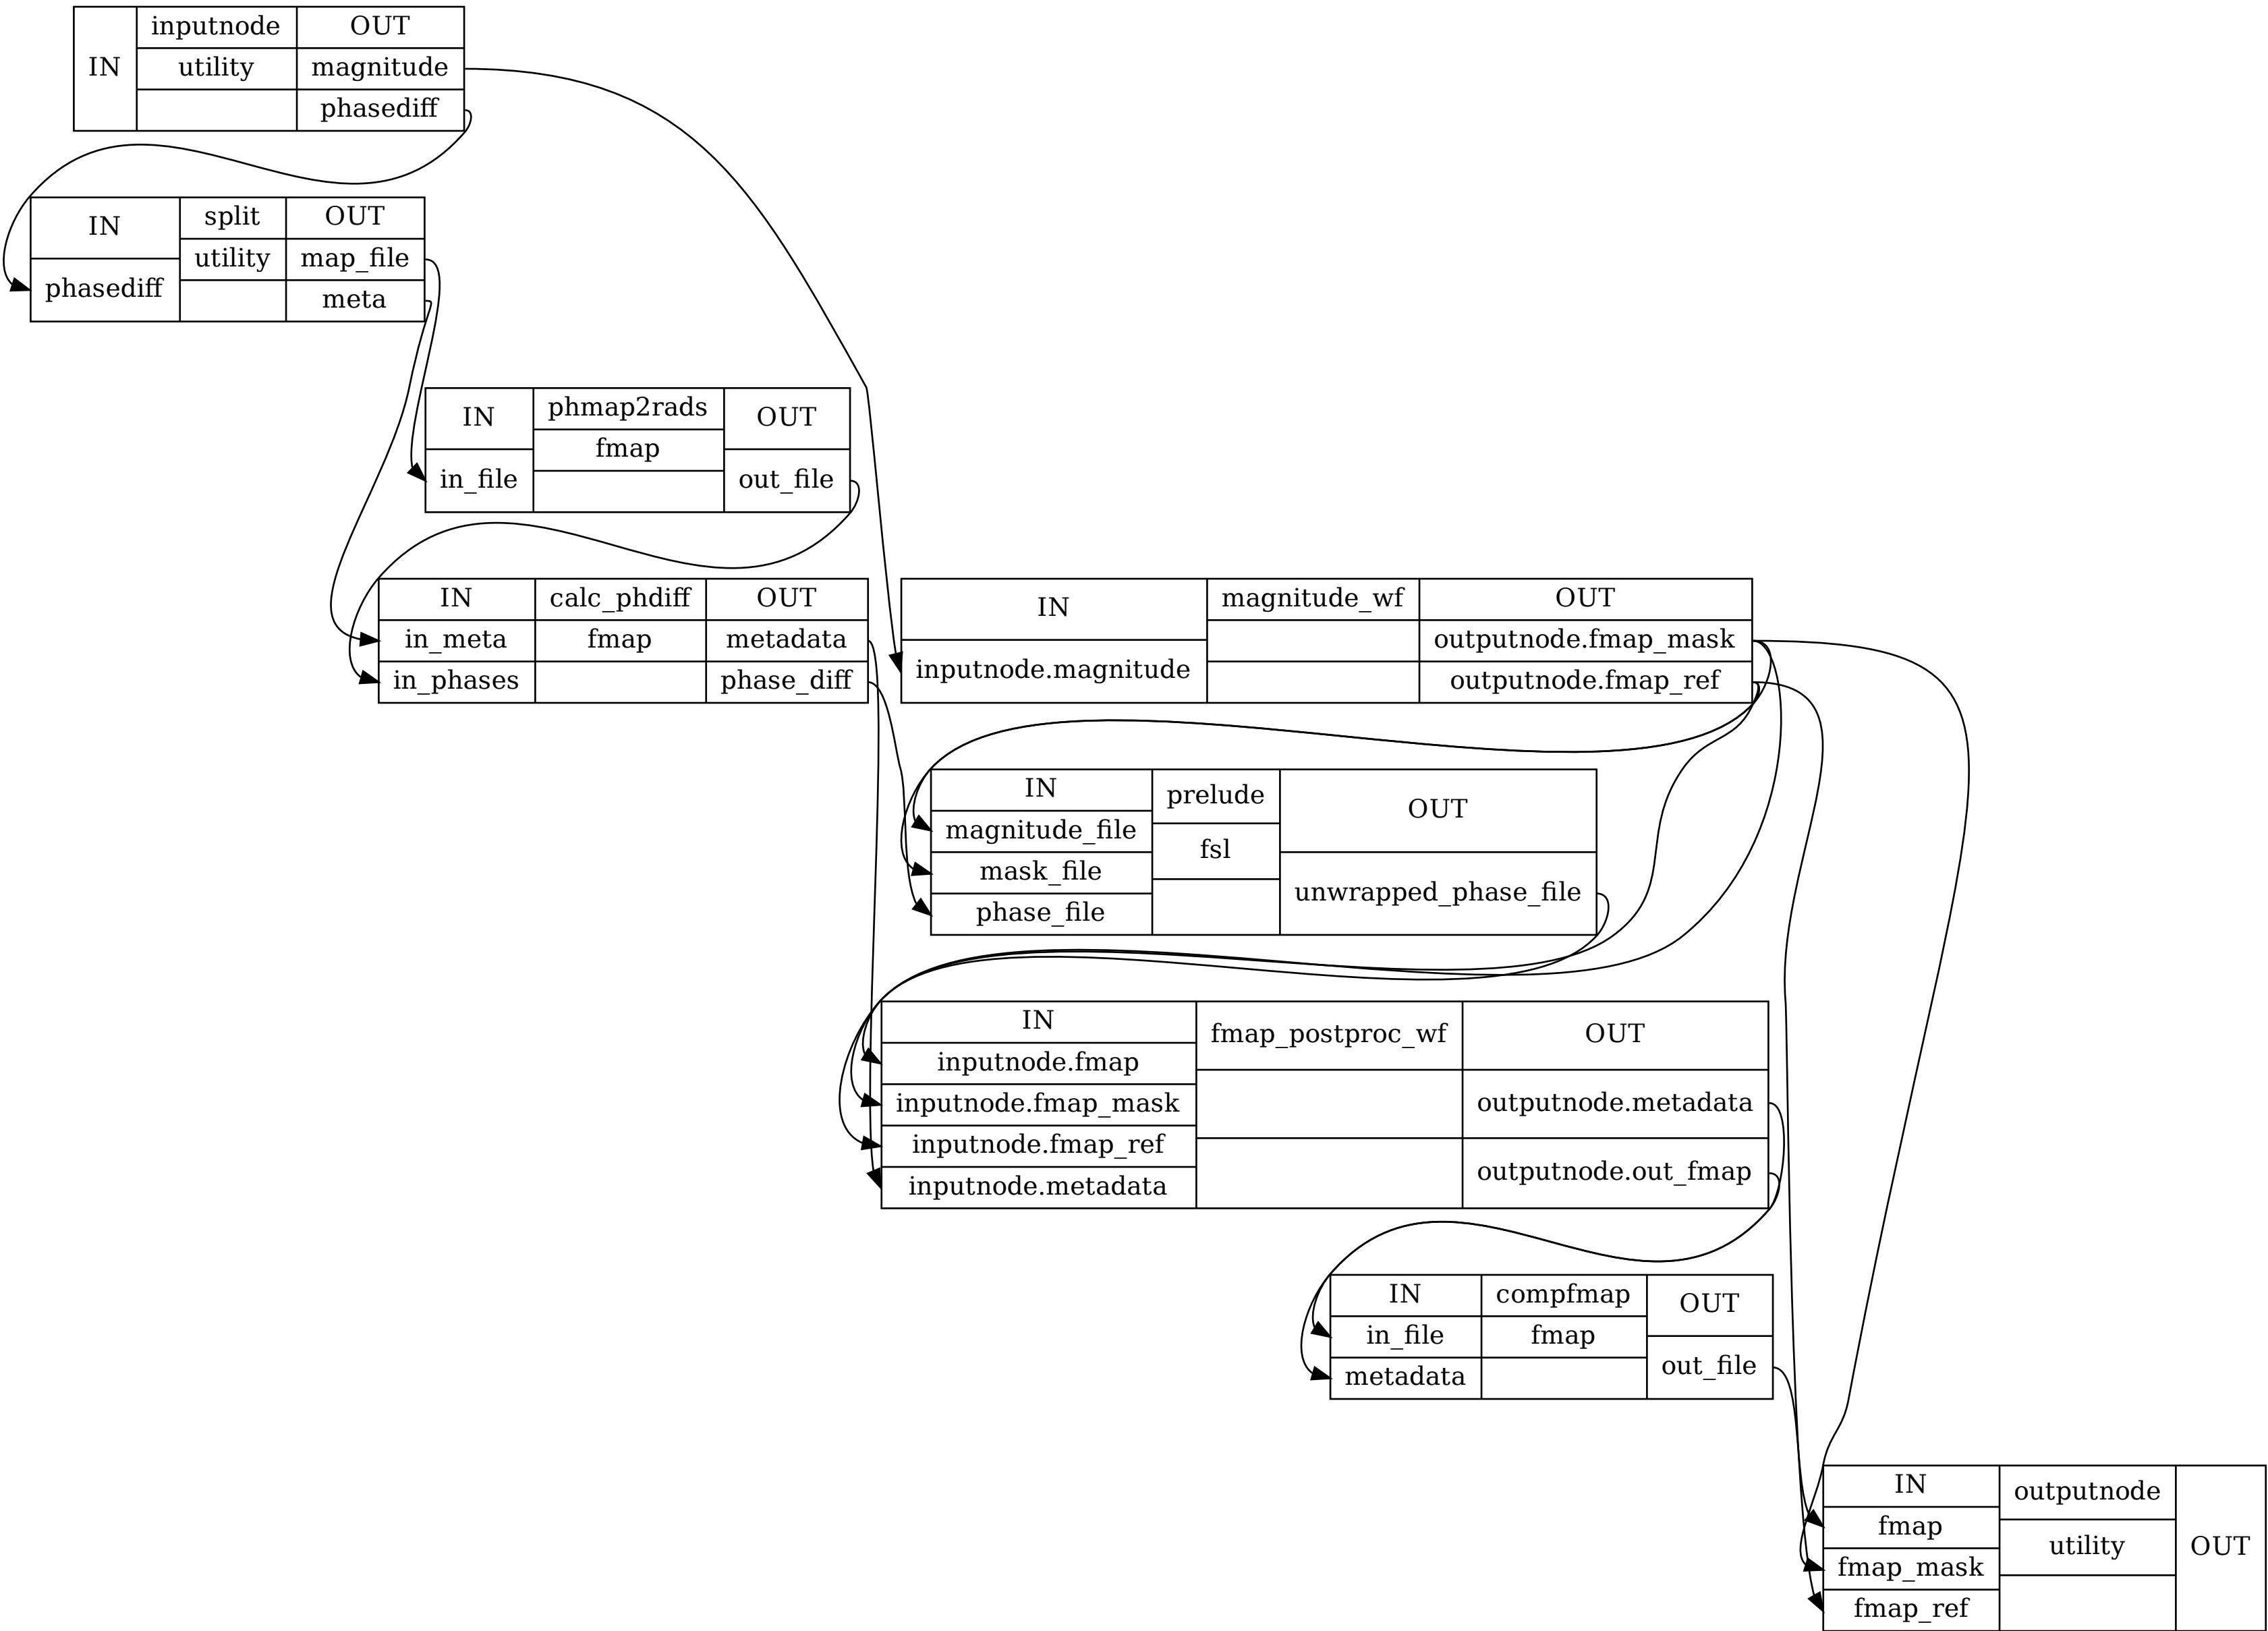 IN inputnode OUT
utility magnitude
phasediff
IN split OUT
utility map_file
phasediff meta
IN phmap2rads OUT
fmap
in_file out_file
IN calc_phdiff OUT
in_meta fmap metadata
in_phases phase_diff
IN magnitude_wf OUT
outputnode.fmap_mask
inputnode.magnitude outputnode.fmap_ref
IN prelude OUT
magnitude_file fsl
mask_file unwrapped_phase_file
phase_file
IN fmap_postproc_wf OUT
inputnode.fmap
inputnode.fmap_mask outputnode.metadata
inputnode.fmap_ref outputnode.out_fmap
inputnode.metadata
IN compfmap OUT
in_file fmap
metadata out_file
IN outputnode OUT
fmap utility
fmap_mask
fmap_ref